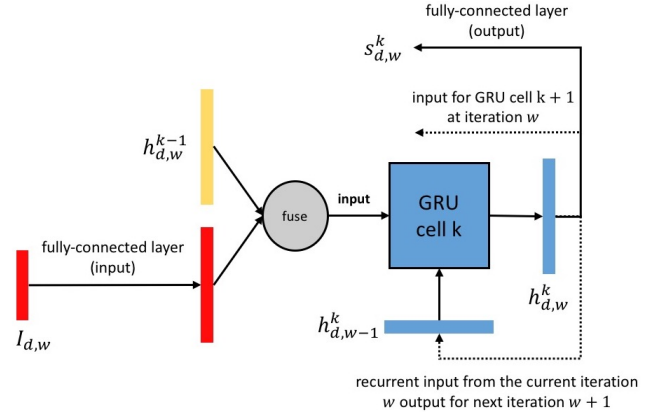 fully-connected layer
(output)
s^k_{d,w}
input for GRU cell k + 1
at iteration w
h^{k-1}_{d,w}
fuse
input
GRU
cell k
fully-connected layer
(input)
I_{d,w}
h^k_{d,w}
h^k_{d,w-1}
recurrent input from the current iteration
w output for next iteration w + 1